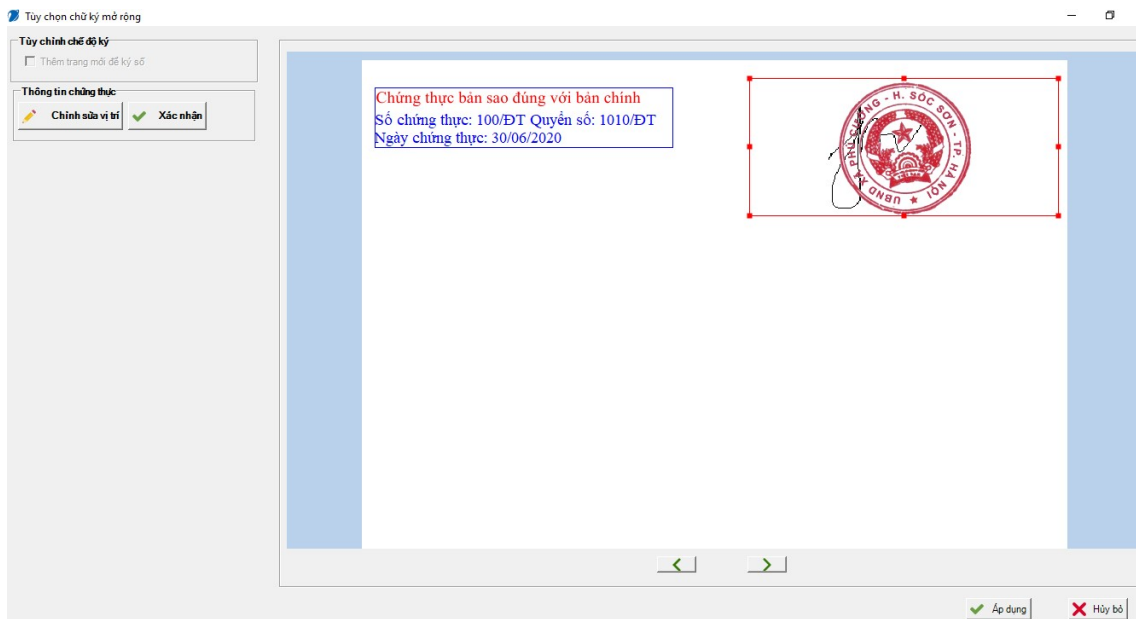 Tùy chọn chữ ký mở rộng
Tùy chỉnh chế độ ký
Thêm trang mới để ký số
Thông tin chứng thực
Chỉnh sửa vị trí
Xác nhận
Chứng thực bản sao đúng với bản chính
Số chứng thực: 100/ĐT Quyển số: 1010/ĐT
Ngày chứng thực: 30/06/2020
UBND XÃ PHÚ CƯỜNG - H. SÓC SƠN - TP. HÀ NỘI
Áp dụng
Hủy bỏ